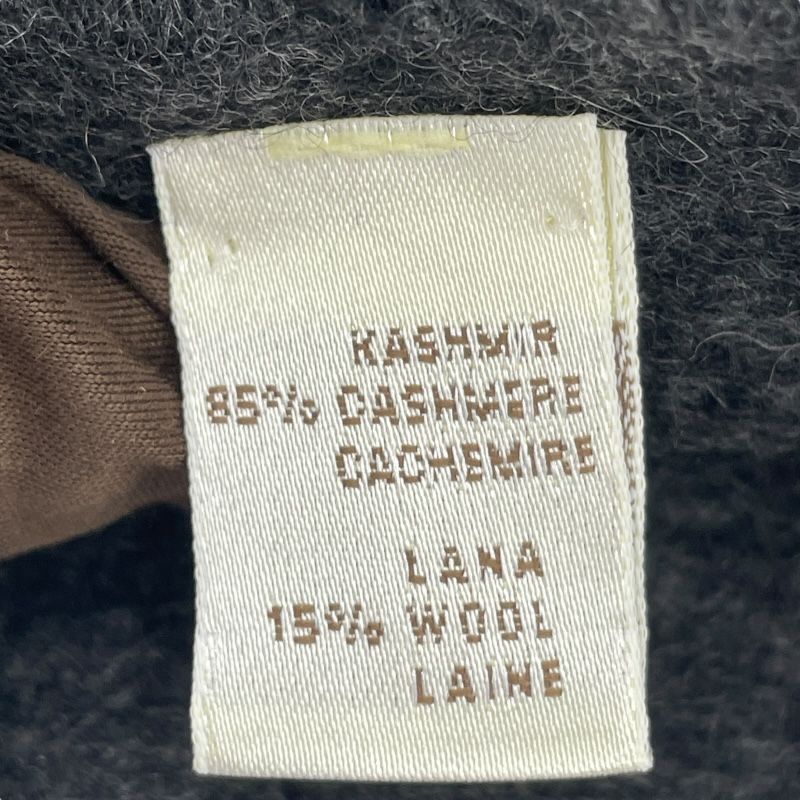 KASHMIR
85% CASHMERE
CACHEMIRE
LANA
15% WOOL
LAINE